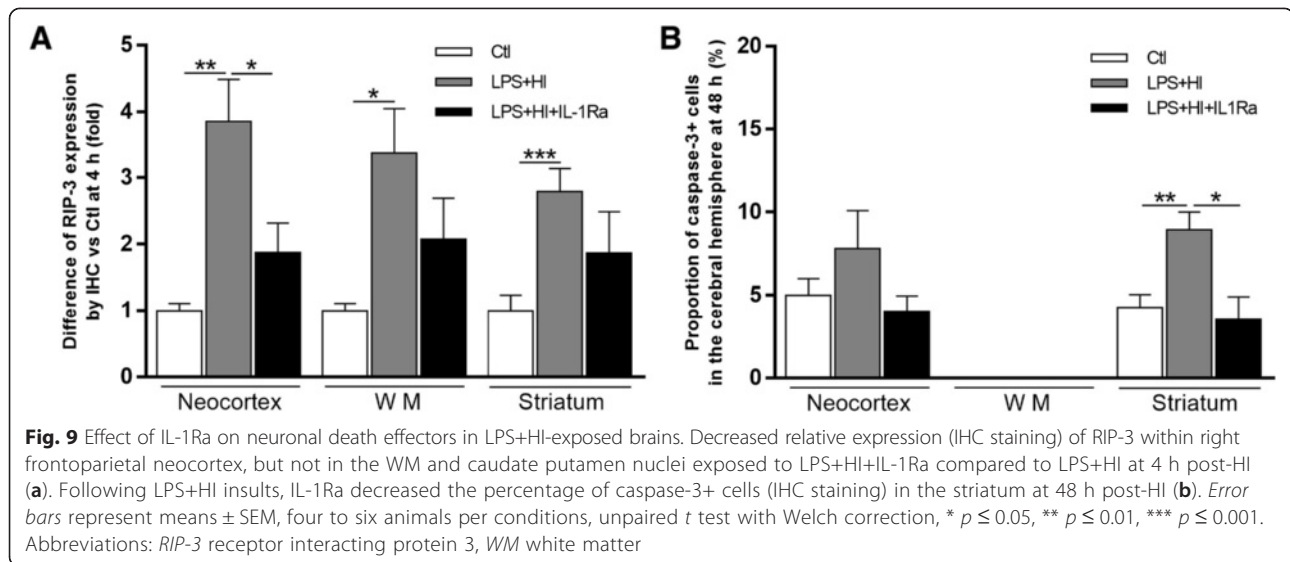 A
B
Difference of RIP-3 expression
by IHC vs Ctl at 4 h (fold)
5
4
3
2
1
0
Ctl
LPS+HI
LPS+HI+IL-1Ra
** *
*
***
Neocortex W M Striatum
Proportion of caspase-3+ cells
in the cerebral hemisphere at 48 h (%)
20
15
10
5
0
Ctl
LPS+HI
LPS+HI+IL1Ra
** *
Neocortex W M Striatum
Fig. 9 Effect of IL-1Ra on neuronal death effectors in LPS+HI-exposed brains. Decreased relative expression (IHC staining) of RIP-3 within right
frontoparietal neocortex, but not in the WM and caudate putamen nuclei exposed to LPS+HI+IL-1Ra compared to LPS+HI at 4 h post-HI
(a). Following LPS+HI insults, IL-1Ra decreased the percentage of caspase-3+ cells (IHC staining) in the striatum at 48 h post-HI (b). Error
bars represent means ± SEM, four to six animals per conditions, unpaired t test with Welch correction, * p ≤ 0.05, ** p ≤ 0.01, *** p ≤ 0.001.
Abbreviations: RIP-3 receptor interacting protein 3, WM white matter